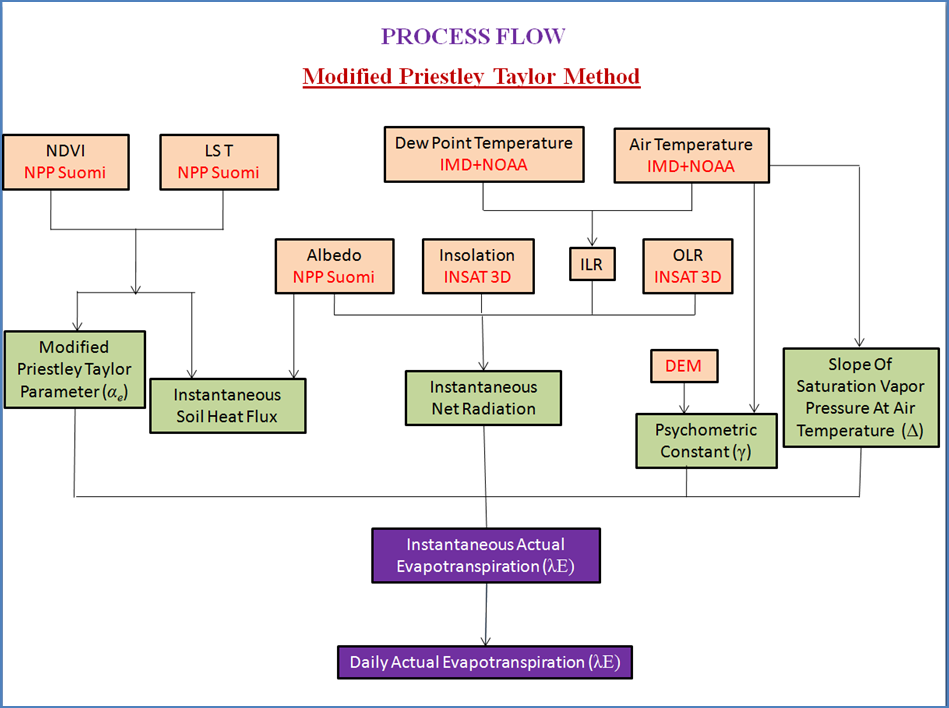 PROCESS FLOW
Modified Priestley Taylor Method
NDVI
NPP Suomi
LS T
NPP Suomi
Dew Point Temperature
IMD+NOAA
Air Temperature
IMD+NOAA
Albedo
NPP Suomi
Insolation
INSAT 3D
ILR
OLR
INSAT 3D
Modified
Priestley Taylor
Parameter (αe)
Instantaneous
Soil Heat Flux
Instantaneous
Net Radiation
DEM
Psychometric
Constant (γ)
Slope Of
Saturation Vapor
Pressure At Air
Temperature (Δ)
Instantaneous Actual
Evapotranspiration (λE)
Daily Actual Evapotranspiration (λE)